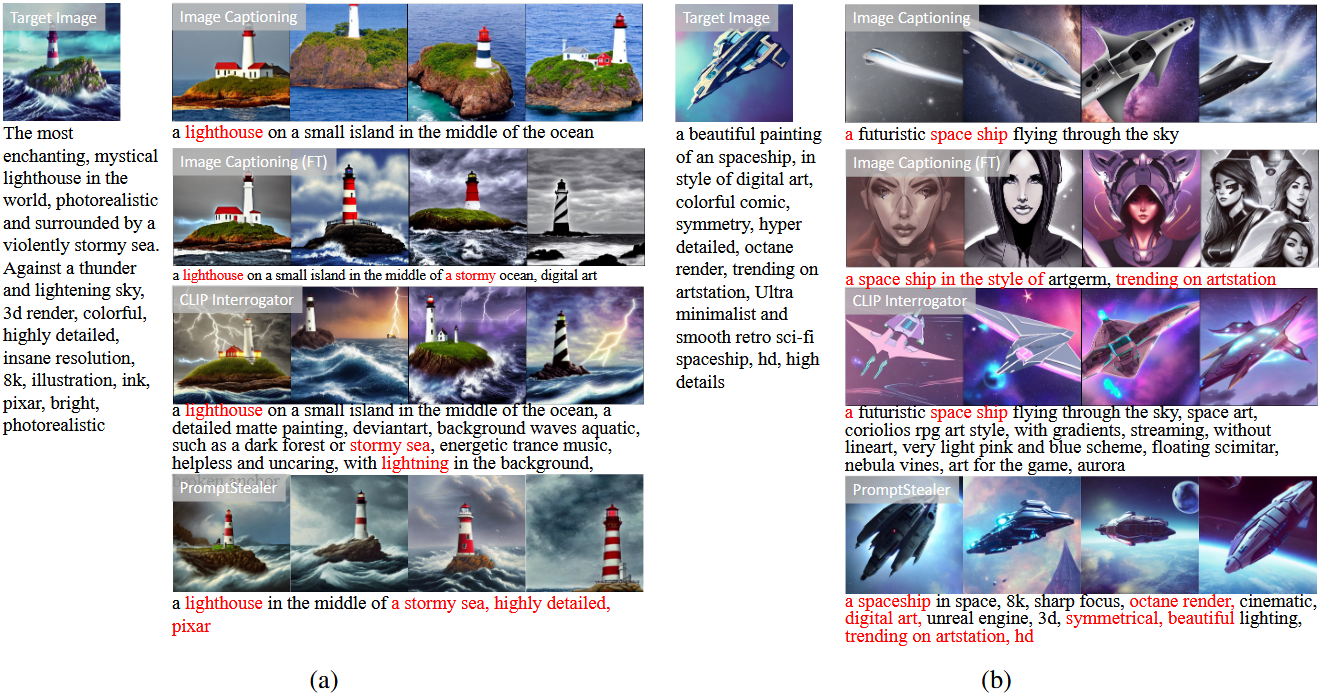 Target Image
The most
enchanting, mystical
lighthouse in the
world, photorealistic
and surrounded by a
violently stormy sea.
Against a thunder
and lightening sky,
3d render, colorful,
highly detailed,
insane resolution,
8k, illustration, ink,
pixar, bright,
photorealistic
Image Captioning
a lighthouse on a small island in the middle of the ocean
Image Captioning (FT)
a lighthouse on a small island in the middle of a stormy ocean, digital art
CLIP Interrogator
a lighthouse on a small island in the middle of the ocean, a
detailed matte painting, deviantart, background waves aquatic,
such as a dark forest or stormy sea, energetic trance music,
helpless and uncaring, with lightning in the background,
broken anchor
PromptStealer
a lighthouse in the middle of a stormy sea, highly detailed,
pixar
(a)
Target Image
a beautiful painting
of an spaceship, in
style of digital art,
colorful comic,
symmetry, hyper
detailed, octane
render, trending on
artstation, Ultra
minimalist and
smooth retro sci-fi
spaceship, hd, high
details
Image Captioning
a futuristic space ship flying through the sky
Image Captioning (FT)
a space ship in the style of artgerm, trending on artstation
CLIP Interrogator
a futuristic space ship flying through the sky, space art,
coriolios rpg art style, with gradients, streaming, without
lineart, very light pink and blue scheme, floating scimitar,
nebula vines, art for the game, aurora
PromptStealer
a spaceship in space, 8k, sharp focus, octane render, cinematic,
digital art, unreal engine, 3d, symmetrical, beautiful lighting,
trending on artstation, hd
(b)